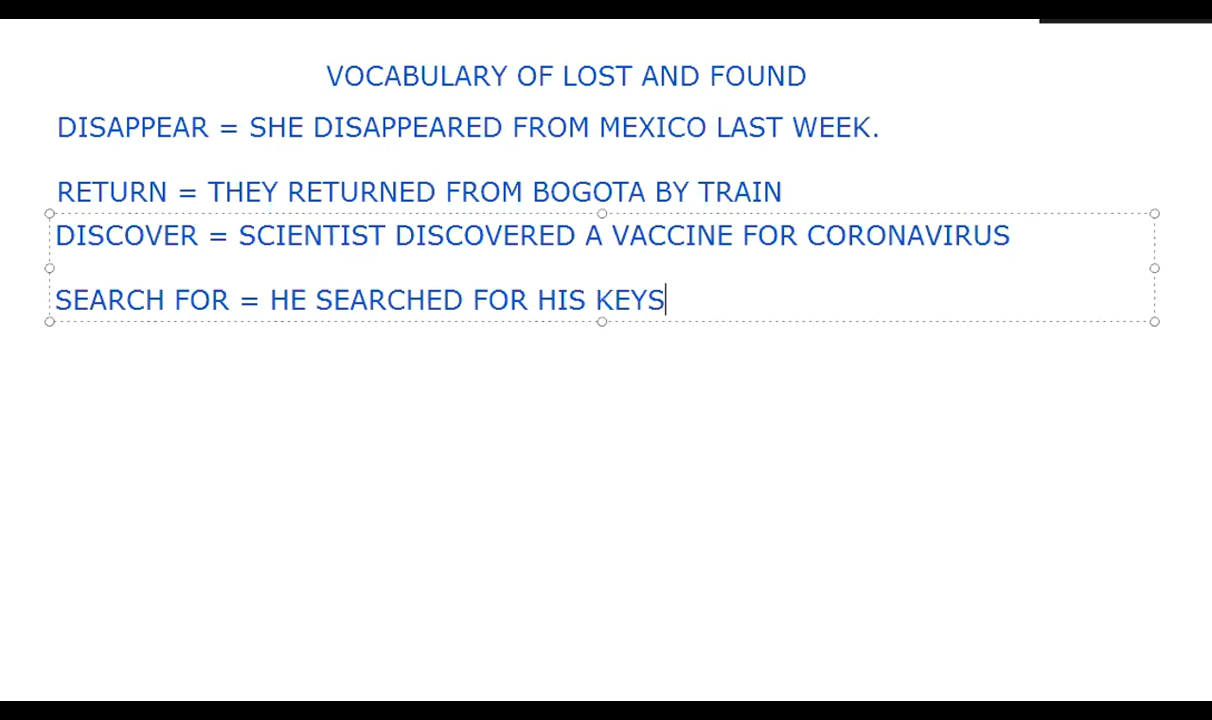 VOCABULARY OF LOST AND FOUND
DISAPPEAR = SHE DISAPPEARED FROM MEXICO LAST WEEK.
RETURN = THEY RETURNED FROM BOGOTA BY TRAIN
DISCOVER = SCIENTIST DISCOVERED A VACCINE FOR CORONAVIRUS
SEARCH FOR = HE SEARCHED FOR HIS KEYS